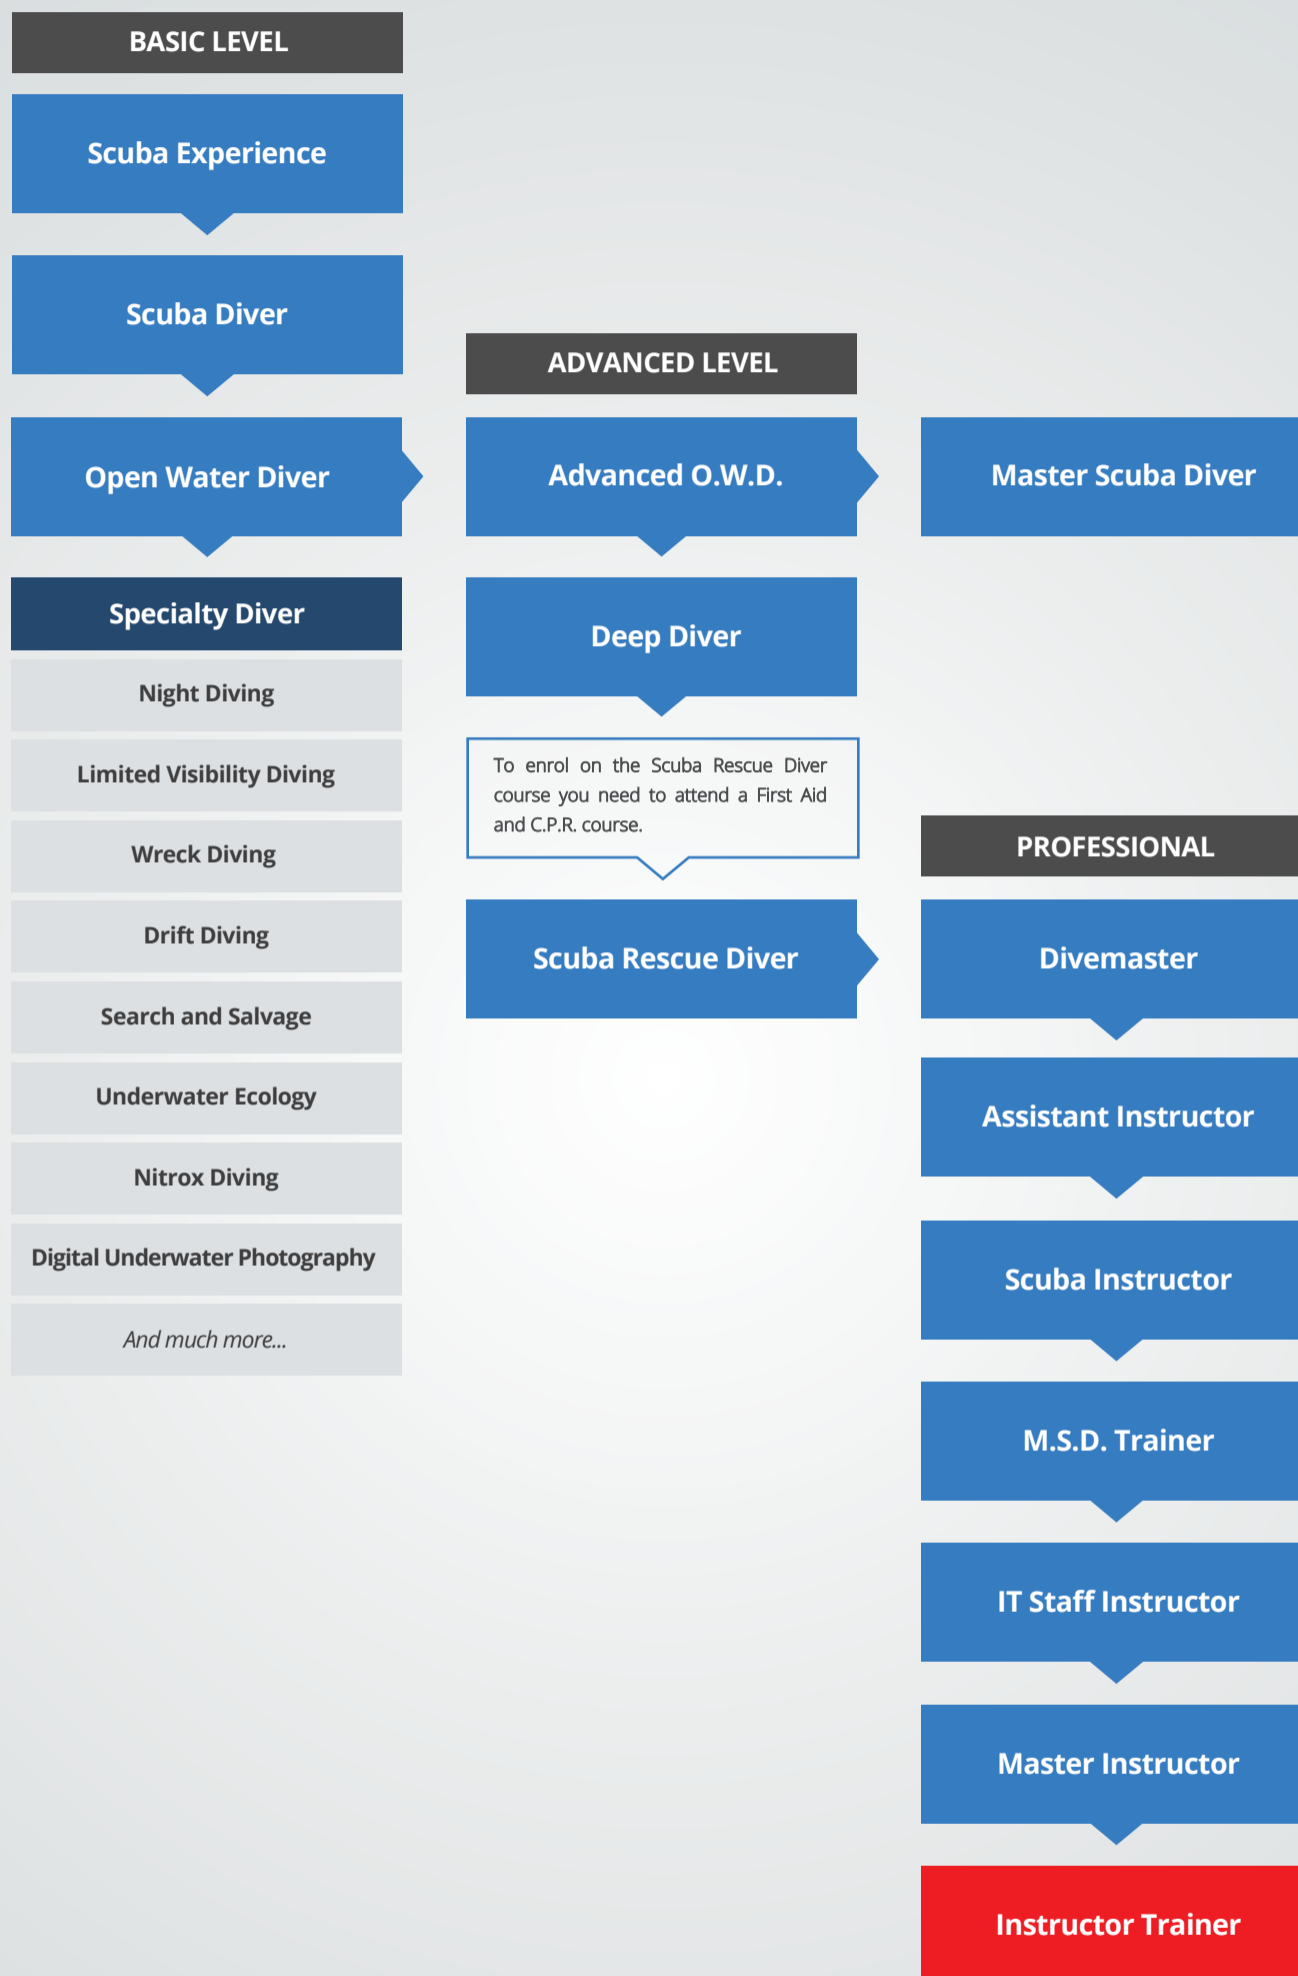 BASIC LEVEL
Scuba Experience
Scuba Diver
Open Water Diver
Specialty Diver
Night Diving
Limited Visibility Diving
Wreck Diving
Drift Diving
Search and Salvage
Underwater Ecology
Nitrox Diving
Digital Underwater Photography
And much more...
ADVANCED LEVEL
Advanced O.W.D.
Deep Diver
To enrol on the Scuba Rescue Diver
course you need to attend a First Aid
and C.P.R. course.
Scuba Rescue Diver
Master Scuba Diver
PROFESSIONAL
Divemaster
Assistant Instructor
Scuba Instructor
M.S.D. Trainer
IT Staff Instructor
Master Instructor
Instructor Trainer